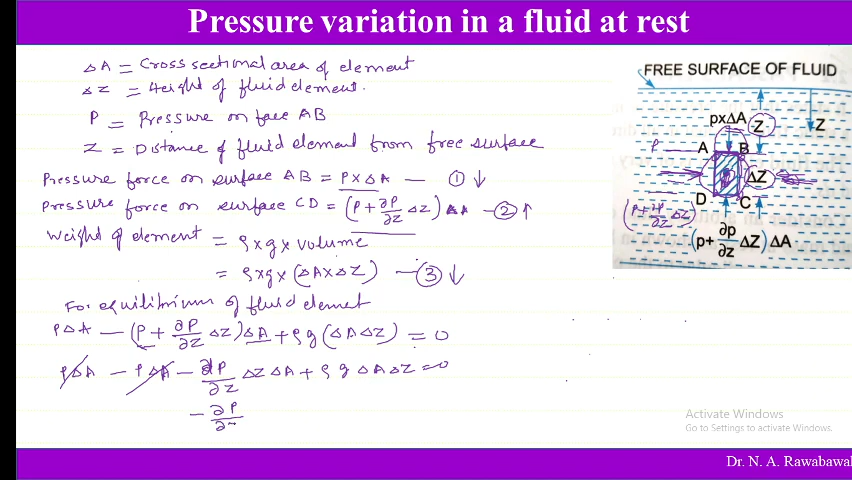 Pressure variation in a fluid at rest
ΔA = Cross sectional area of element
ΔZ = Height of fluid element.
P = Pressure on face AB
Z = Distance of fluid element from free surface
Pressure force on surface AB = P×ΔA — ① ↓
Pressure force on surface CD = (P + ∂P/∂Z ΔZ) ΔA — ② ↑
Weight of element = ρ×g× volume
= ρ×g× (ΔA×ΔZ) — ③ ↓
For equilibrium of fluid elemet
PΔA – (P + ∂P/∂Z ΔZ) ΔA + ρg (ΔAΔZ) = 0
PΔA – PΔA – ∂P/∂Z ΔZ ΔA + ρ g ΔA ΔZ = 0
– ∂P/∂z
FREE SURFACE OF FLUID
p×ΔA
Z
Z
P
A B
ΔZ
D C
(P + ∂P/∂Z ΔZ)
(p+ ∂p/∂z ΔZ) ΔA
Activate Windows
Go to Settings to activate Windows.
Dr. N. A. Rawabawal